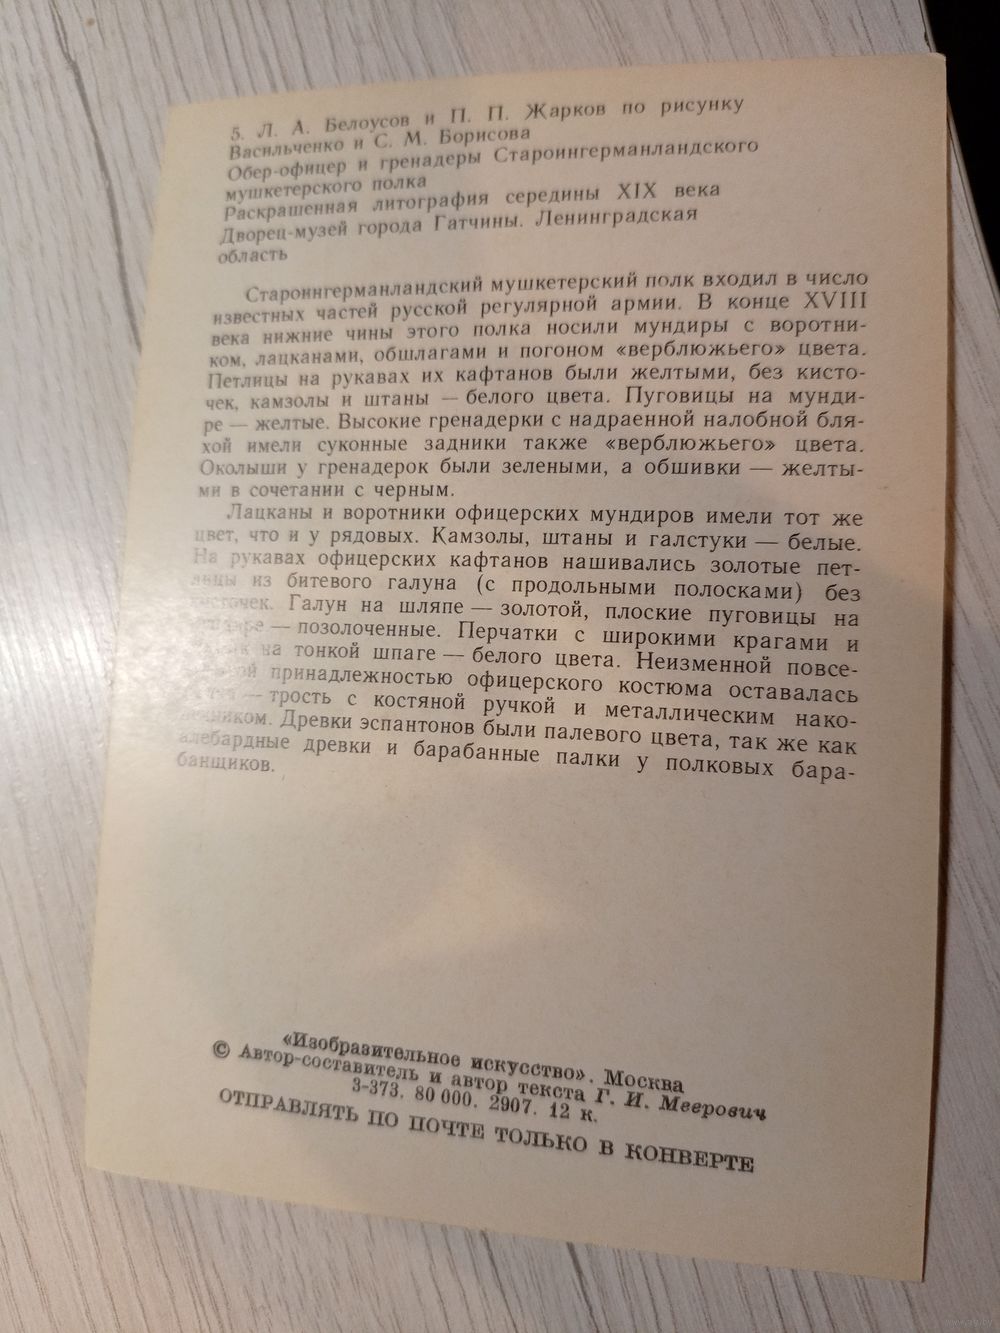 5. Л. А. Белоусов и П. П. Жарков по рисунку
Васильченко и С. М. Борисова
Обер-офицер и гренадеры Староингерманландского
мушкетерского полка
Раскрашенная литография середины XIX века
Дворец-музей города Гатчины. Ленинградская
область
Староингерманландский мушкетерский полк входил в число
известных частей русской регулярной армии. В конце XVIII
века нижние чины этого полка носили мундиры с воротни-
ком, лацканами, обшлагами и погоном «верблюжьего» цвета.
Петлицы на рукавах их кафтанов были желтыми, без кисто-
чек, камзолы и штаны — белого цвета. Пуговицы на мунди-
ре — желтые. Высокие гренадерки с надраенной налобной бля-
хой имели суконные задники также «верблюжьего» цвета.
Околыши у гренадерок были зелеными, а обшивки — желты-
ми в сочетании с черным.
Лацканы и воротники офицерских мундиров имели тот же
цвет, что и у рядовых. Камзолы, штаны и галстуки — белые.
На рукавах офицерских кафтанов нашивались золотые пет-
лицы из битевого галуна (с продольными полосками) без
кисточек. Галун на шляпе — золотой, плоские пуговицы на
— позолоченные. Перчатки с широкими крагами и
на тонкой шпаге — белого цвета. Неизменной повсе-
принадлежностью офицерского костюма оставалась
— трость с костяной ручкой и металлическим нако-
нечником. Древки эспантонов были палевого цвета, так же как
алебардные древки и барабанные палки у полковых бара-
банщиков.
«Изобразительное искусство». Москва
© Автор-составитель и автор текста Г. И. Меерович
3-373. 80 000. 2907. 12 к.
ОТПРАВЛЯТЬ ПО ПОЧТЕ ТОЛЬКО В КОНВЕРТЕ